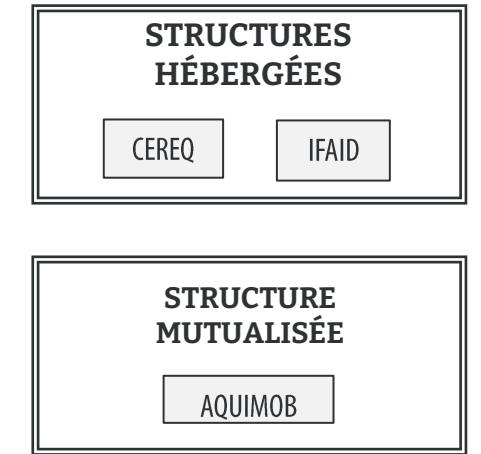 STRUCTURES
HÉBERGÉES
CEREQ IFAID
STRUCTURE
MUTUALISÉE
AQUIMOB